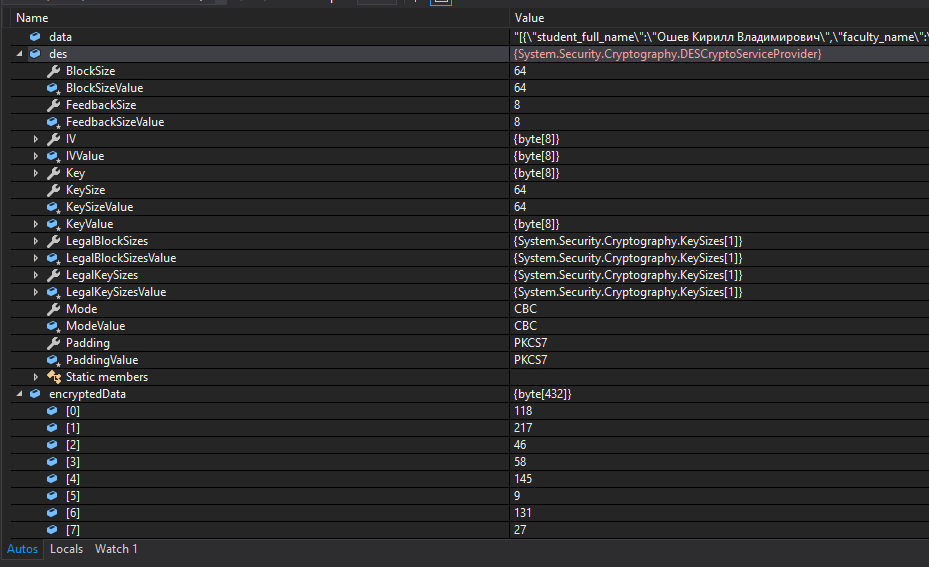 Name Value
data "[{\"student_full_name\":\"Ошев Кирилл Владимирович\",\"faculty_name\":\
des {System.Security.Cryptography.DESCryptoServiceProvider}
BlockSize 64
BlockSizeValue 64
FeedbackSize 8
FeedbackSizeValue 8
IV {byte[8]}
IVValue {byte[8]}
Key {byte[8]}
KeySize 64
KeySizeValue 64
KeyValue {byte[8]}
LegalBlockSizes {System.Security.Cryptography.KeySizes[1]}
LegalBlockSizesValue {System.Security.Cryptography.KeySizes[1]}
LegalKeySizes {System.Security.Cryptography.KeySizes[1]}
LegalKeySizesValue {System.Security.Cryptography.KeySizes[1]}
Mode CBC
ModeValue CBC
Padding PKCS7
PaddingValue PKCS7
Static members
encryptedData {byte[432]}
[0] 118
[1] 217
[2] 46
[3] 58
[4] 145
[5] 9
[6] 131
[7] 27
Autos Locals Watch 1